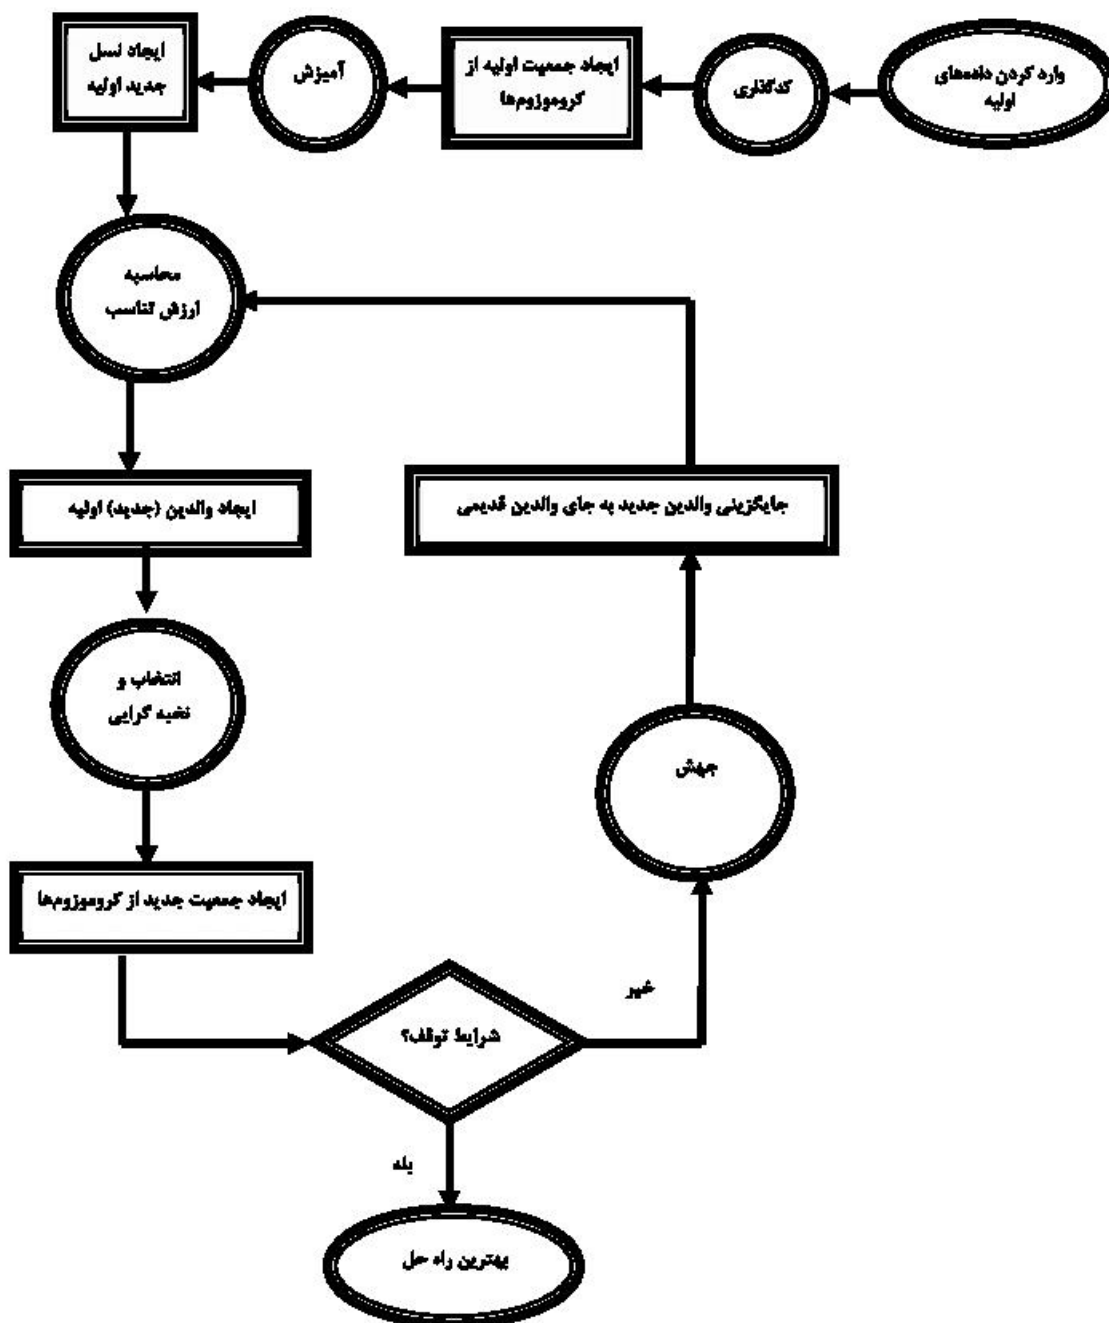 وارد کردن داده‌های
اولیه
کدگذاری
ایجاد جمعیت اولیه از
کروموزوم‌ها
آمیزش
ایجاد نسل
جدید اولیه
محاسبه
ارزش تناسب
ایجاد والدین (جدید) اولیه
جایگزینی والدین جدید به جای والدین قدیمی
انتخاب و
نخبه گرایی
جهش
ایجاد جمعیت جدید از کروموزوم‌ها
شرایط توقف؟
خیر
بله
بهترین راه حل